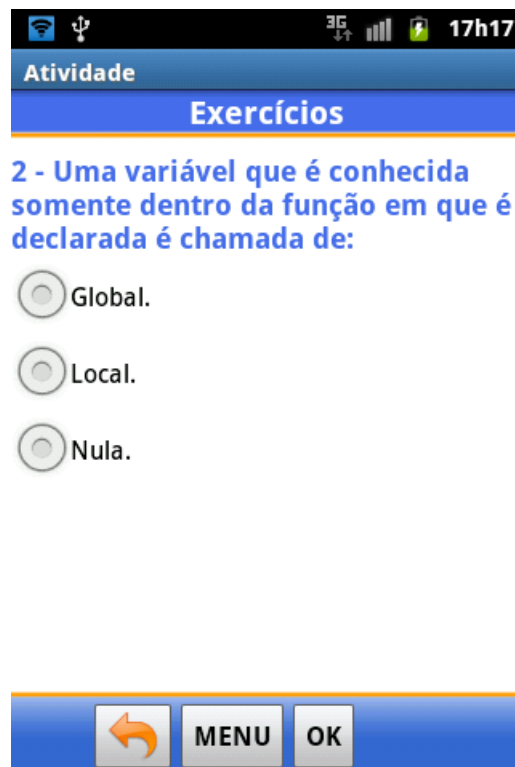 3G
17h17
Atividade
Exercícios
2 - Uma variável que é conhecida
somente dentro da função em que é
declarada é chamada de:
Global.
Local.
Nula.
MENU
OK